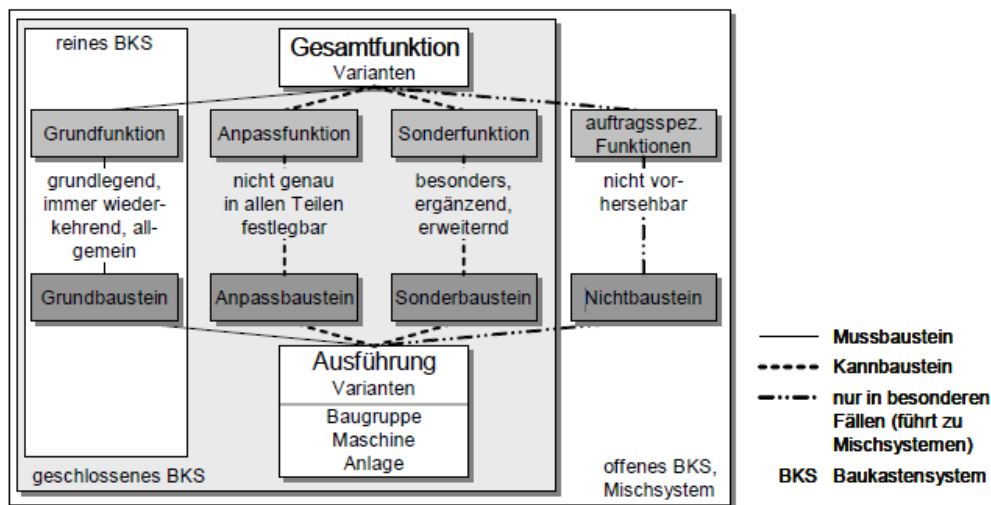 reines BKS
Gesamtfunktion
Varianten
Grundfunktion
Anpassfunktion
Sonderfunktion
auftragsspez.
Funktionen
grundlegend,
immer wieder-
kehrend, all-
gemein
nicht genau
in allen Teilen
festlegbar
besonders,
ergänzend,
erweiternd
nicht vor-
hersehbar
Grundbaustein
Anpassbaustein
Sonderbaustein
Nichtbaustein
Ausführung
Varianten
Baugruppe
Maschine
Anlage
geschlossenes BKS
offenes BKS,
Mischsystem
Mussbaustein
Kannbaustein
nur in besonderen
Fällen (führt zu
Mischsystemen)
BKS Baukastensystem